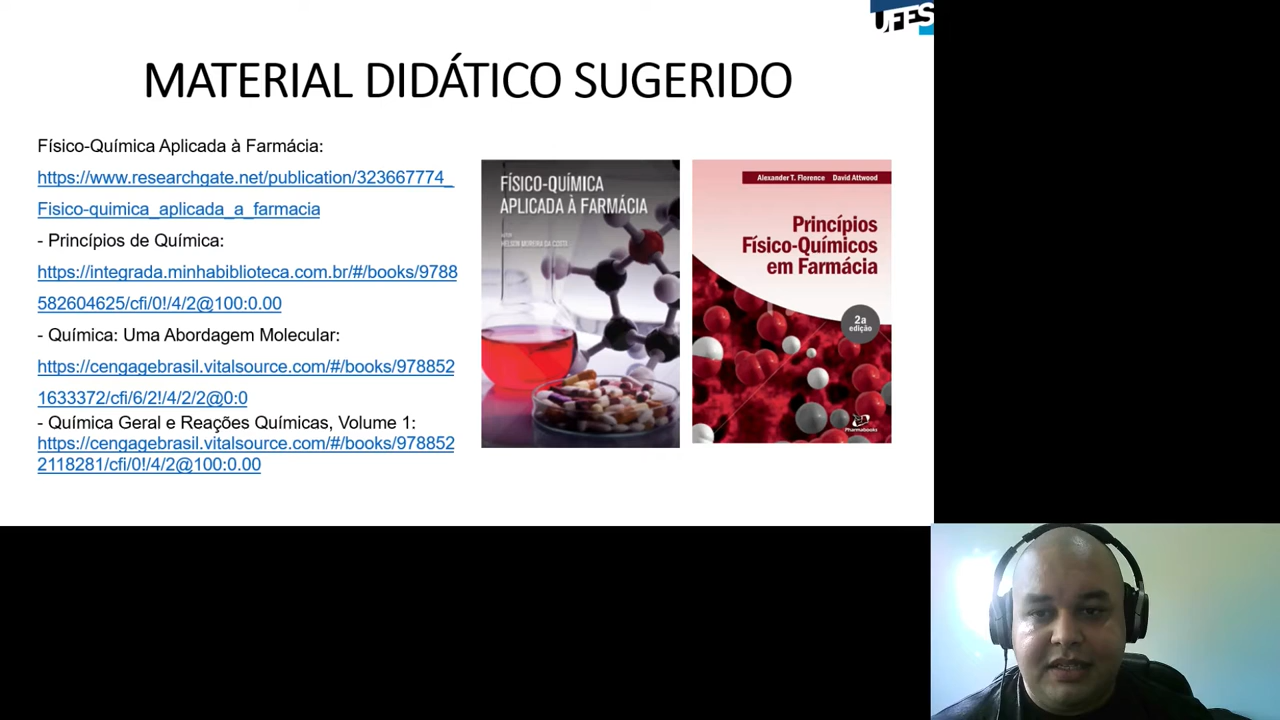 UFES
MATERIAL DIDÁTICO SUGERIDO
Físico-Química Aplicada à Farmácia:
https://www.researchgate.net/publication/323667774_
Fisico-quimica_aplicada_a_farmacia
- Princípios de Química:
https://integrada.minhabiblioteca.com.br/#/books/9788
582604625/cfi/0!/4/2@100:0.00
- Química: Uma Abordagem Molecular:
https://cengagebrasil.vitalsource.com/#/books/978852
1633372/cfi/6/2!/4/2/2@0:0
- Química Geral e Reações Químicas, Volume 1:
https://cengagebrasil.vitalsource.com/#/books/978852
2118281/cfi/0!/4/2@100:0.00
FÍSICO-QUÍMICA
APLICADA À FARMÁCIA
Alexander T. Florence David Attwood
Princípios
Físico-Químicos
em Farmácia
2a
edição
Pharmabooks